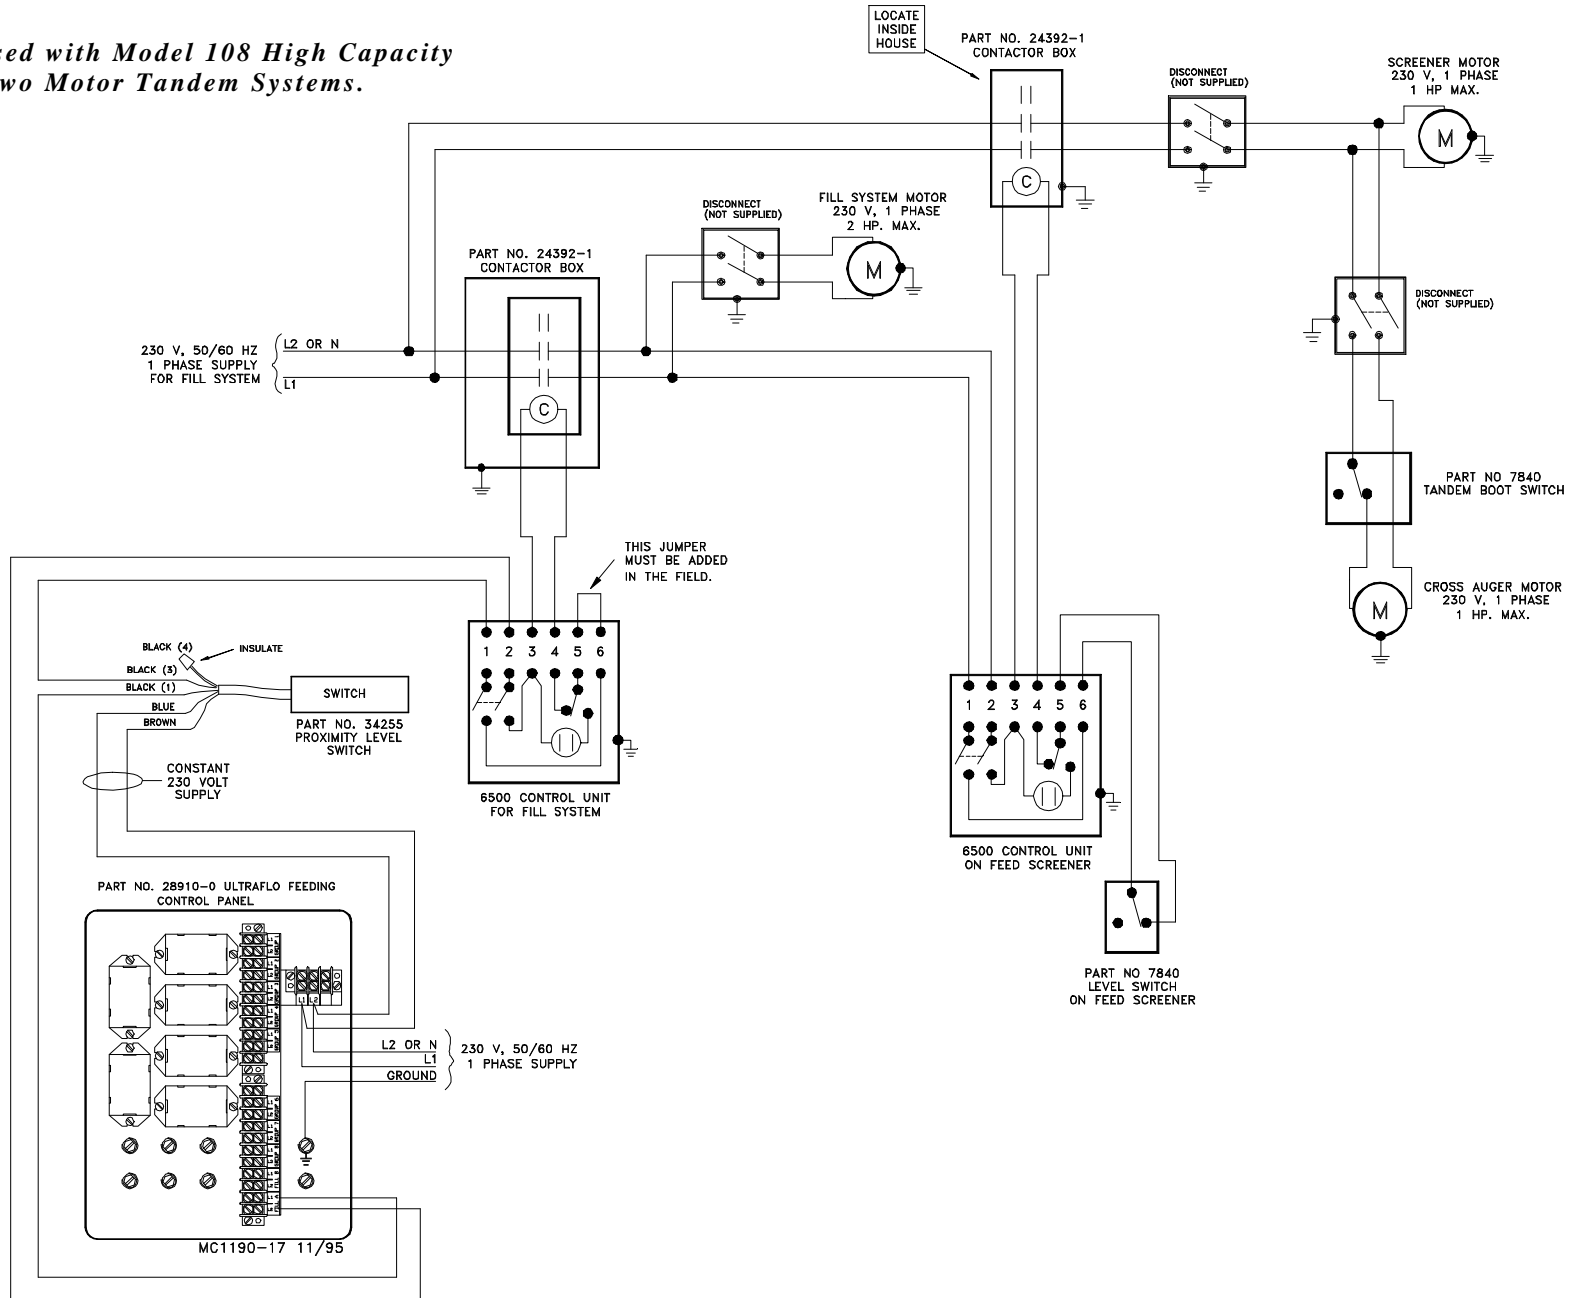 sed with Model 108 High Capacity
wo Motor Tandem Systems.
LOCATE
INSIDE
HOUSE
PART NO. 24392-1
CONTACTOR BOX
C
DISCONNECT
(NOT SUPPLIED)
SCREENER MOTOR
230 V, 1 PHASE
1 HP MAX.
M
DISCONNECT
(NOT SUPPLIED)
FILL SYSTEM MOTOR
230 V, 1 PHASE
2 HP. MAX.
M
PART NO. 24392-1
CONTACTOR BOX
C
DISCONNECT
(NOT SUPPLIED)
230 V, 50/60 HZ
1 PHASE SUPPLY
FOR FILL SYSTEM
L2 OR N
L1
PART NO 7840
TANDEM BOOT SWITCH
CROSS AUGER MOTOR
230 V, 1 PHASE
1 HP. MAX.
M
THIS JUMPER
MUST BE ADDED
IN THE FIELD.
1 2 3 4 5 6
6500 CONTROL UNIT
FOR FILL SYSTEM
BLACK (4)
INSULATE
BLACK (3)
BLACK (1)
BLUE
BROWN
SWITCH
PART NO. 34255
PROXIMITY LEVEL
SWITCH
CONSTANT
230 VOLT
SUPPLY
1 2 3 4 5 6
6500 CONTROL UNIT
ON FEED SCREENER
PART NO 7840
LEVEL SWITCH
ON FEED SCREENER
PART NO. 28910-0 ULTRAFLO FEEDING
CONTROL PANEL
L1 L2
L2 OR N
L1
GROUND
230 V, 50/60 HZ
1 PHASE SUPPLY
MC1190-17 11/95